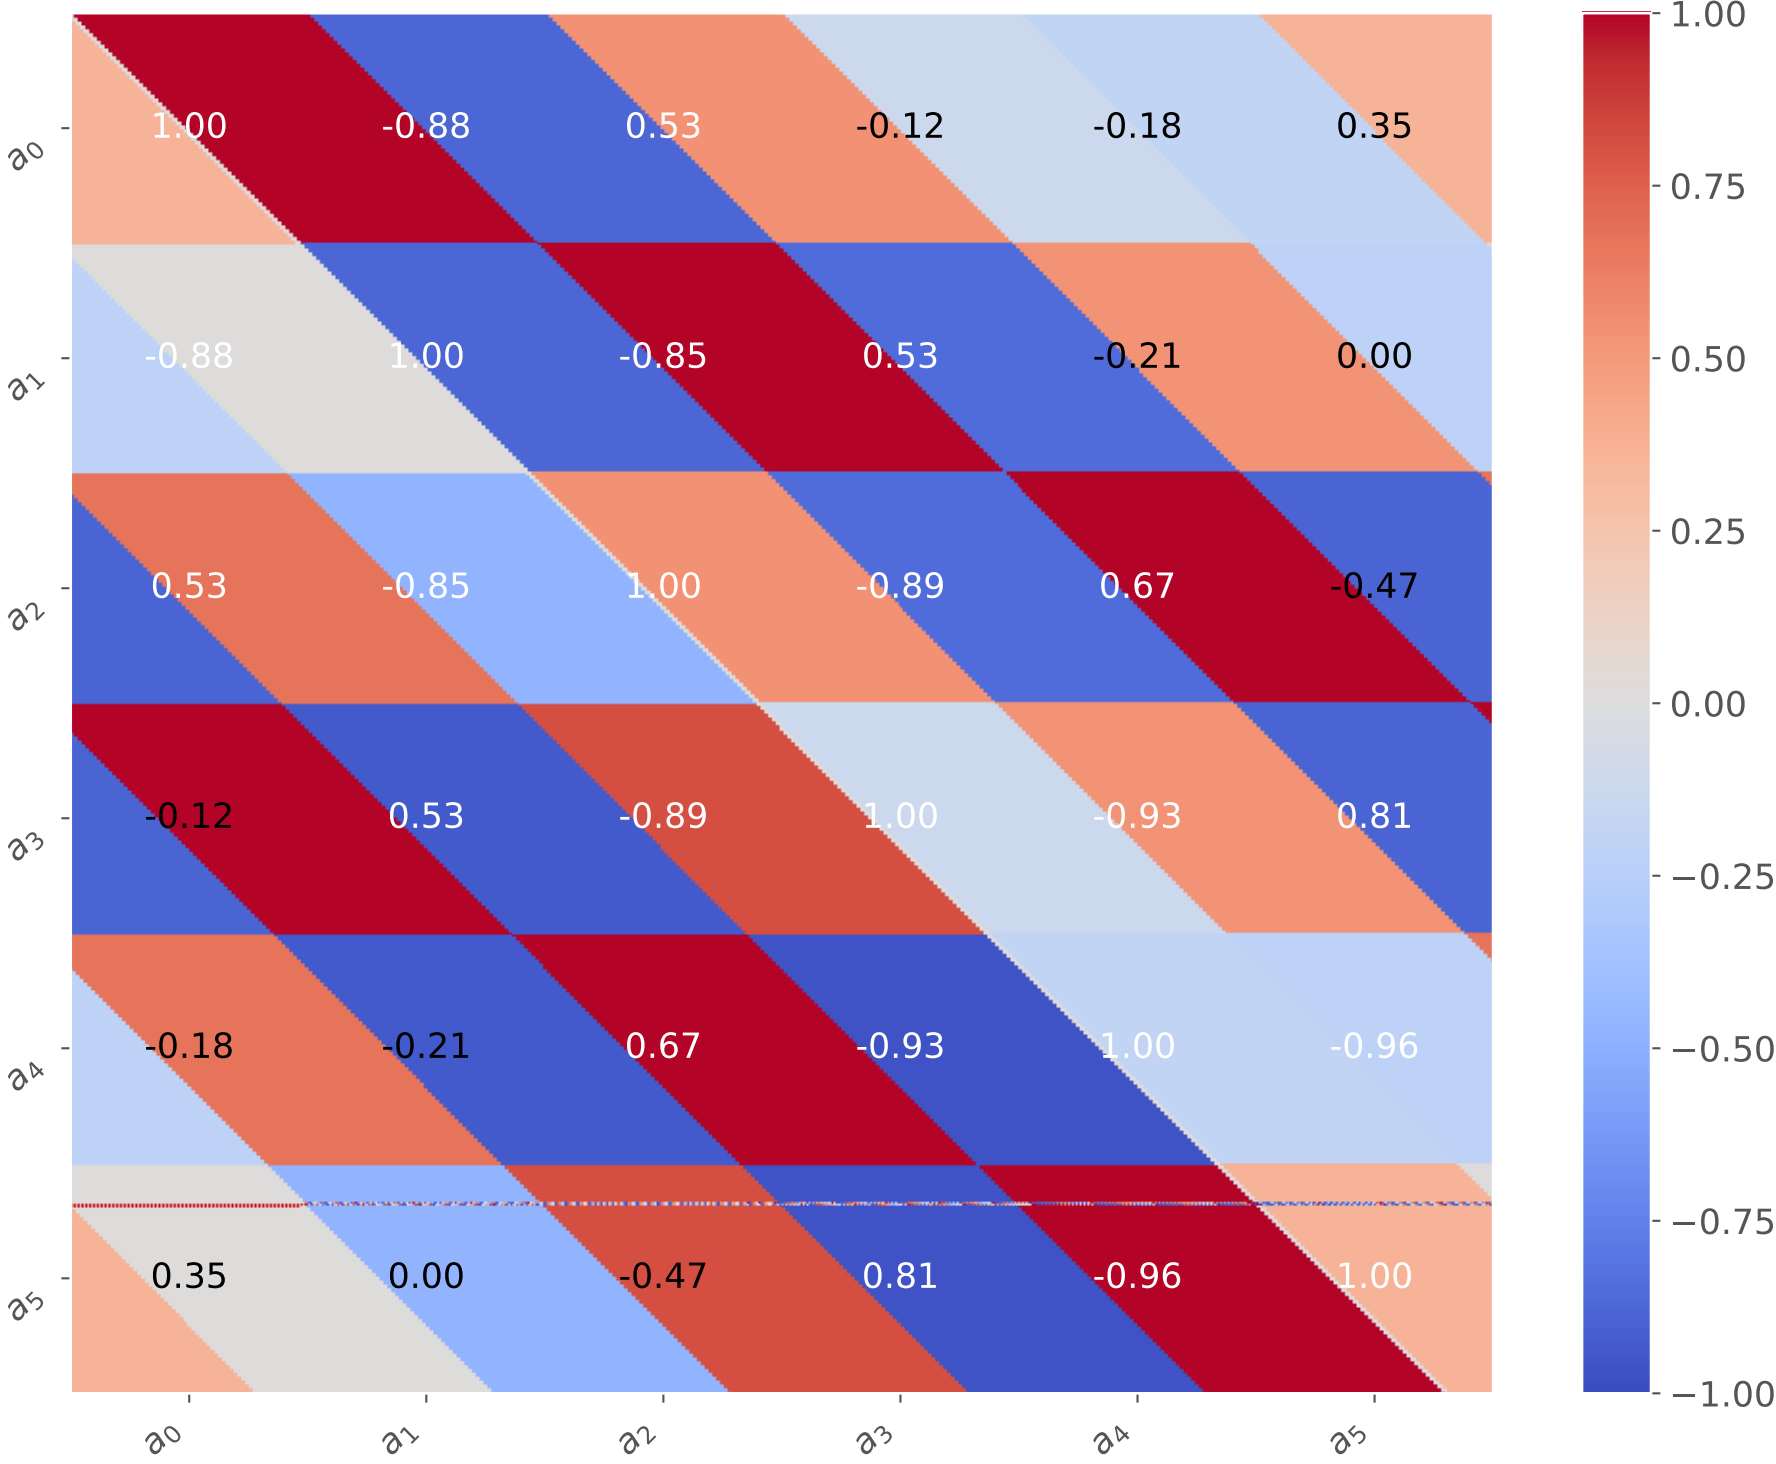 1.00
a₀ 1.00 -0.88 0.53 -0.12 -0.18 0.35
0.75
a₁ -0.88 1.00 -0.85 0.53 -0.21 0.00
0.50
0.25
a₂ 0.53 -0.85 1.00 -0.89 0.67 -0.47
0.00
a₃ -0.12 0.53 -0.89 1.00 -0.93 0.81
−0.25
a₄ -0.18 -0.21 0.67 -0.93 1.00 -0.96
−0.50
−0.75
a₅ 0.35 0.00 -0.47 0.81 -0.96 1.00
−1.00
a₀ a₁ a₂ a₃ a₄ a₅